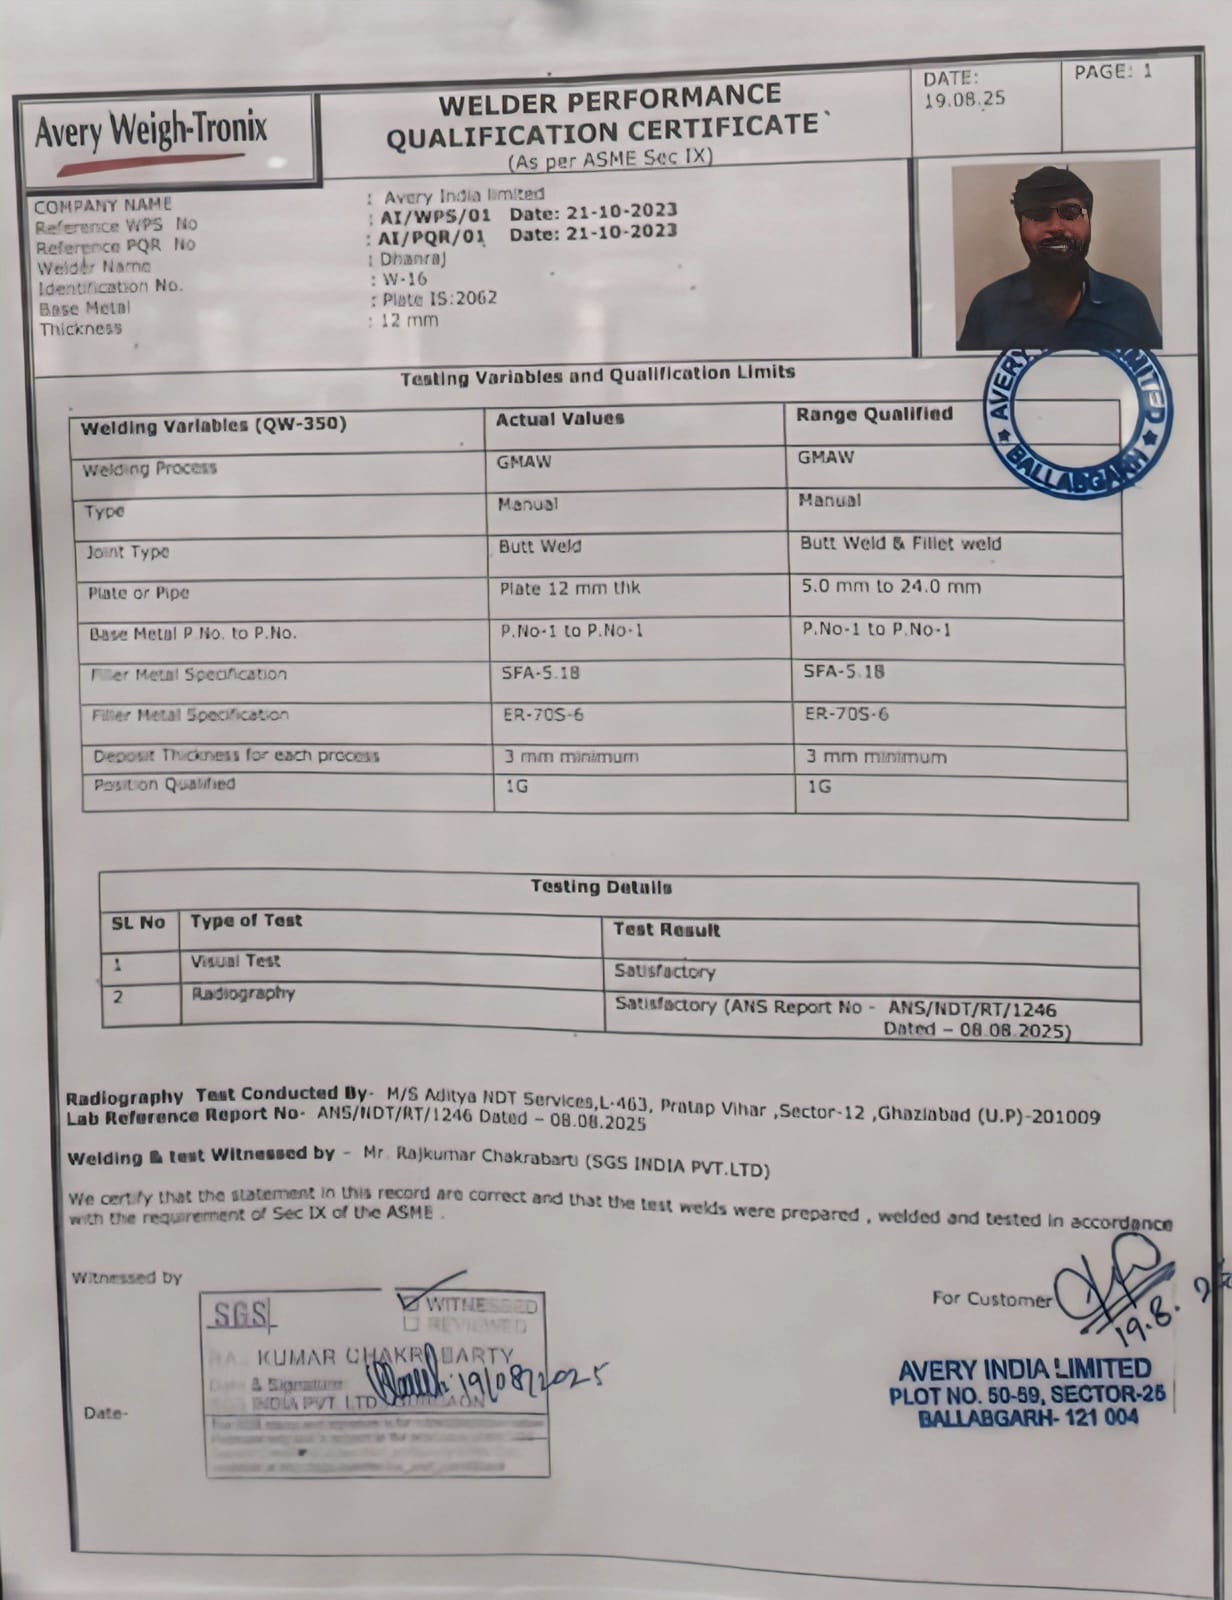 Avery Weigh-Tronix
WELDER PERFORMANCE
QUALIFICATION CERTIFICATE`
(As per ASME Sec IX)
DATE:
19.08.25
PAGE: 1
COMPANY NAME : Avery India limited
Reference WPS No : AI/WPS/01 Date: 21-10-2023
Reference PQR No : AI/PQR/01 Date: 21-10-2023
Welder Name : Dhanraj
Identification No. : W-16
Base Metal : Plate IS:2062
Thickness : 12 mm
AVERY LIMITED
★ BALLABGARH ★
Testing Variables and Qualification Limits
Welding Variables (QW-350) Actual Values Range Qualified
Welding Process GMAW GMAW
Type Manual Manual
Joint Type Butt Weld Butt Weld & Fillet weld
Plate or Pipe Plate 12 mm thk 5.0 mm to 24.0 mm
Base Metal P No. to P.No. P.No-1 to P.No-1 P.No-1 to P.No-1
Filler Metal Specification SFA-5.18 SFA-5.18
Filler Metal Specification ER-70S-6 ER-70S-6
Deposit Thickness for each process 3 mm minimum 3 mm minimum
Position Qualified 1G 1G
Testing Details
SL No Type of Test Test Result
1 Visual Test Satisfactory
2 Radiography Satisfactory (ANS Report No - ANS/NDT/RT/1246
Dated – 08.08.2025)
Radiography Test Conducted By- M/S Aditya NDT Services,L-463, Pratap Vihar ,Sector-12 ,Ghaziabad (U.P)-201009
Lab Reference Report No- ANS/NDT/RT/1246 Dated – 08.08.2025
Welding & test Witnessed by - Mr. Rajkumar Chakrabarti (SGS INDIA PVT.LTD)
We certify that the statement in this record are correct and that the test welds were prepared , welded and tested in accordance
with the requirement of Sec IX of the ASME .
Witnessed by
SGS
WITNESSED
REVIEWED
KUMAR CHAKRABARTY
& Signature
19/08/2025
INDIA PVT. LTD GURGAON
Date-
For Customer
19.8.
AVERY INDIA LIMITED
PLOT NO. 50-59, SECTOR-25
BALLABGARH- 121 004